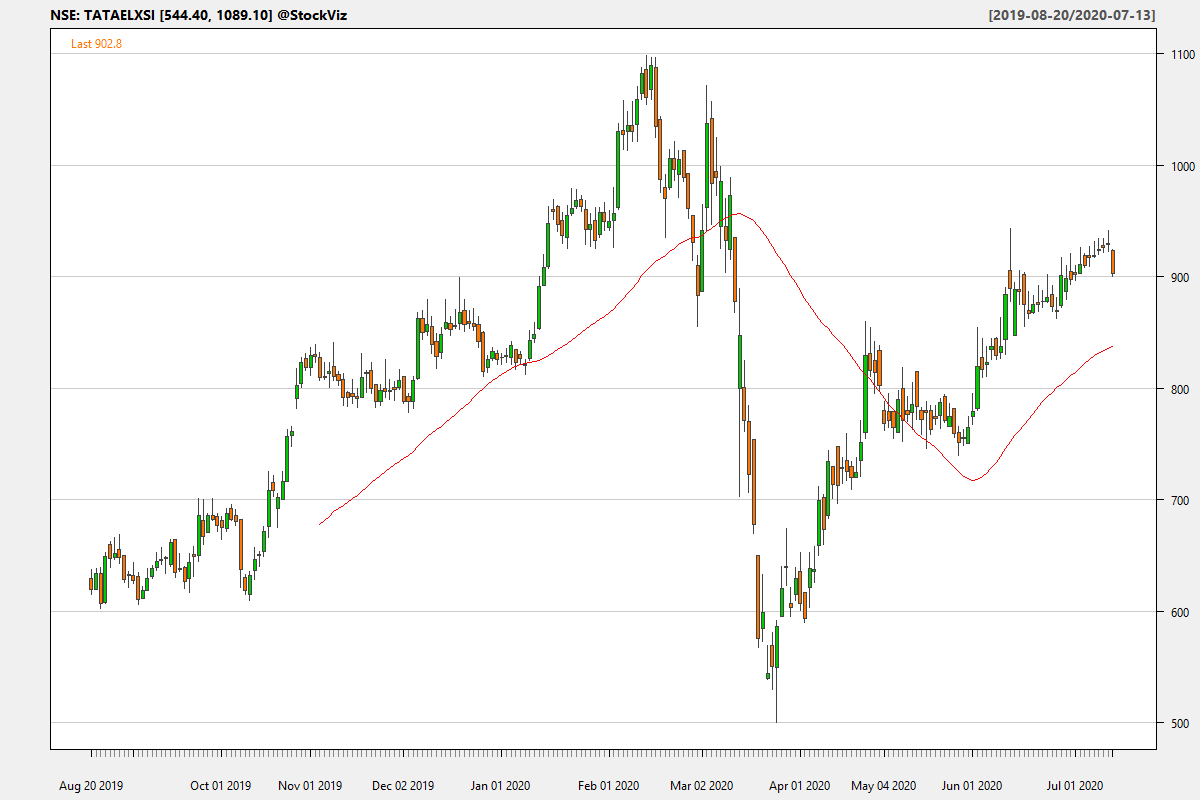 NSE: TATAELXSI [544.40, 1089.10] @StockViz [2019-08-20/2020-07-13]
Last 902.8
1100
1000
900
800
700
600
500
Aug 20 2019 Oct 01 2019 Nov 01 2019 Dec 02 2019 Jan 01 2020 Feb 01 2020 Mar 02 2020 Apr 01 2020 May 04 2020 Jun 01 2020 Jul 01 2020